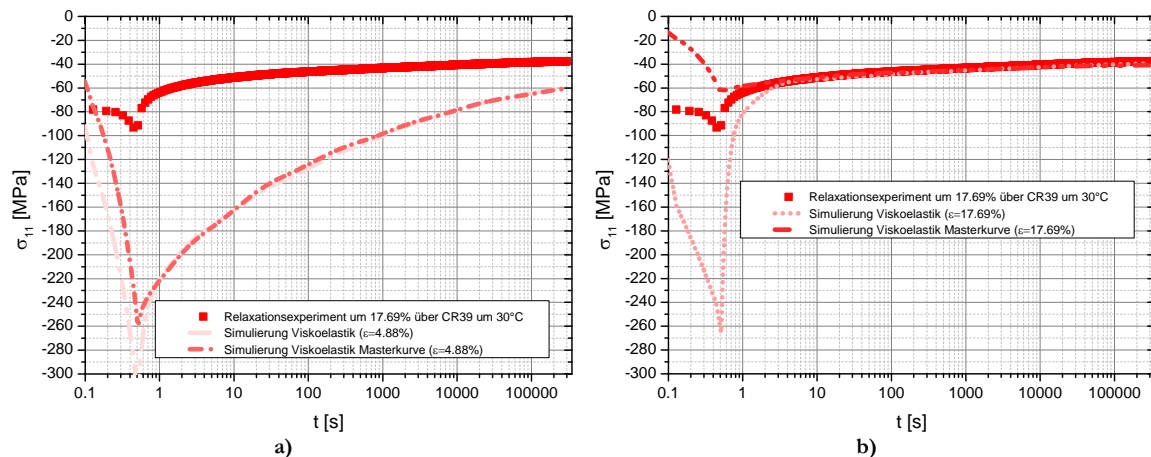 0
-20
-40
-60
-80
-100
-120
-140
-160
-180
-200
-220
-240
-260
-280
-300
σ11 [MPa]
Relaxationsexperiment um 17.69% über CR39 um 30°C
Simulierung Viskoelastik (ε=4.88%)
Simulierung Viskoelastik Masterkurve (ε=4.88%)
0.1 1 10 100 1000 10000 100000
t [s]
a)
0
-20
-40
-60
-80
-100
-120
-140
-160
-180
-200
-220
-240
-260
-280
-300
σ11 [MPa]
Relaxationsexperiment um 17.69% über CR39 um 30°C
Simulierung Viskoelastik (ε=17.69%)
Simulierung Viskoelastik Masterkurve (ε=17.69%)
0.1 1 10 100 1000 10000 100000
t [s]
b)